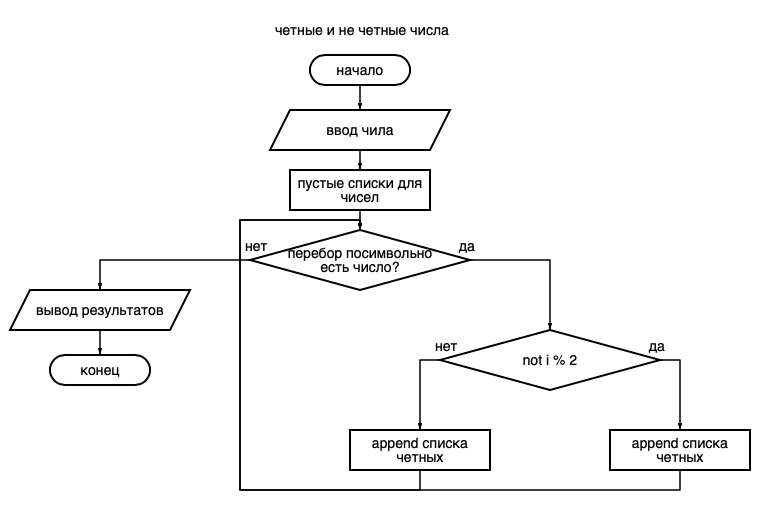 четные и не четные числа
начало
ввод чила
пустые списки для
чисел
нет
перебор посимвольно
есть число?
да
вывод результатов
конец
нет
not i % 2
да
append списка
четных
append списка
четных